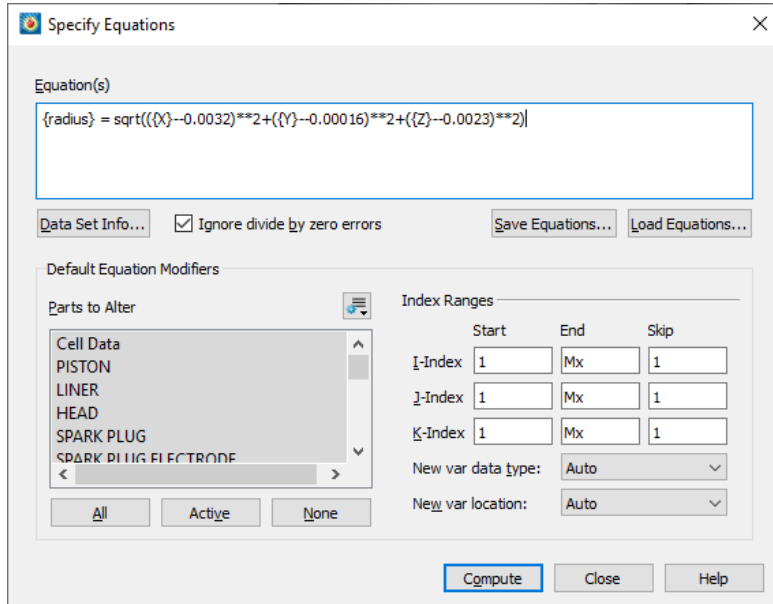 Specify Equations
Equation(s)
{radius} = sqrt(({X}--0.0032)**2+({Y}--0.00016)**2+({Z}--0.0023)**2)
Data Set Info... Ignore divide by zero errors Save Equations... Load Equations...
Default Equation Modifiers
Parts to Alter
Cell Data
PISTON
LINER
HEAD
SPARK PLUG
SPARK PLUG ELECTRODE
All Active None
Index Ranges
Start End Skip
I-Index 1 Mx 1
J-Index 1 Mx 1
K-Index 1 Mx 1
New var data type: Auto
New var location: Auto
Compute Close Help